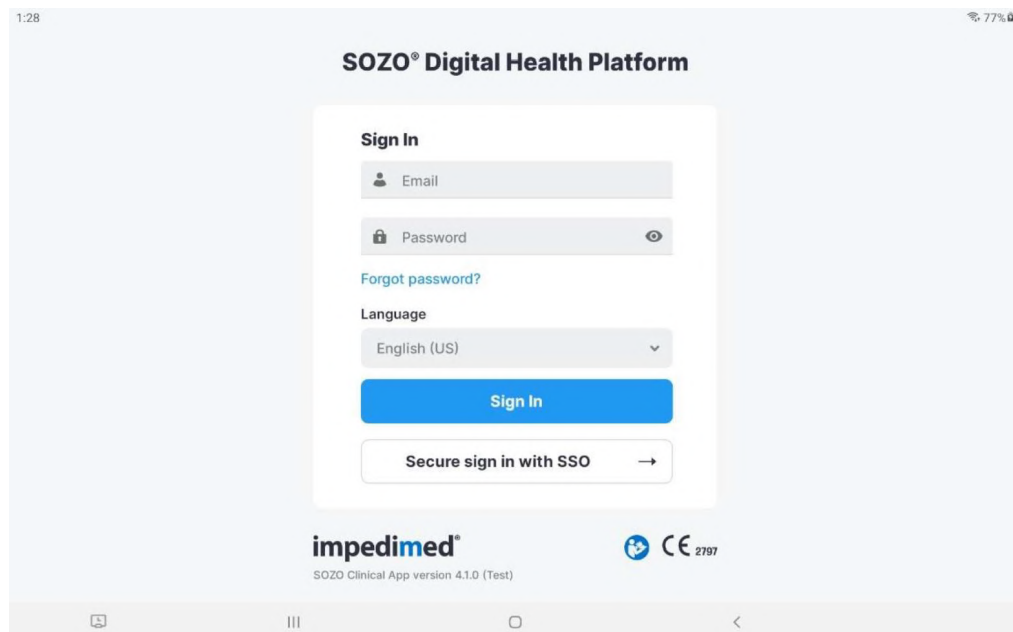 1:28 77%
SOZO® Digital Health Platform
Sign In
Email
Password
Forgot password?
Language
English (US)
Sign In
Secure sign in with SSO →
impedimed® CE 2797
SOZO Clinical App version 4.1.0 (Test)